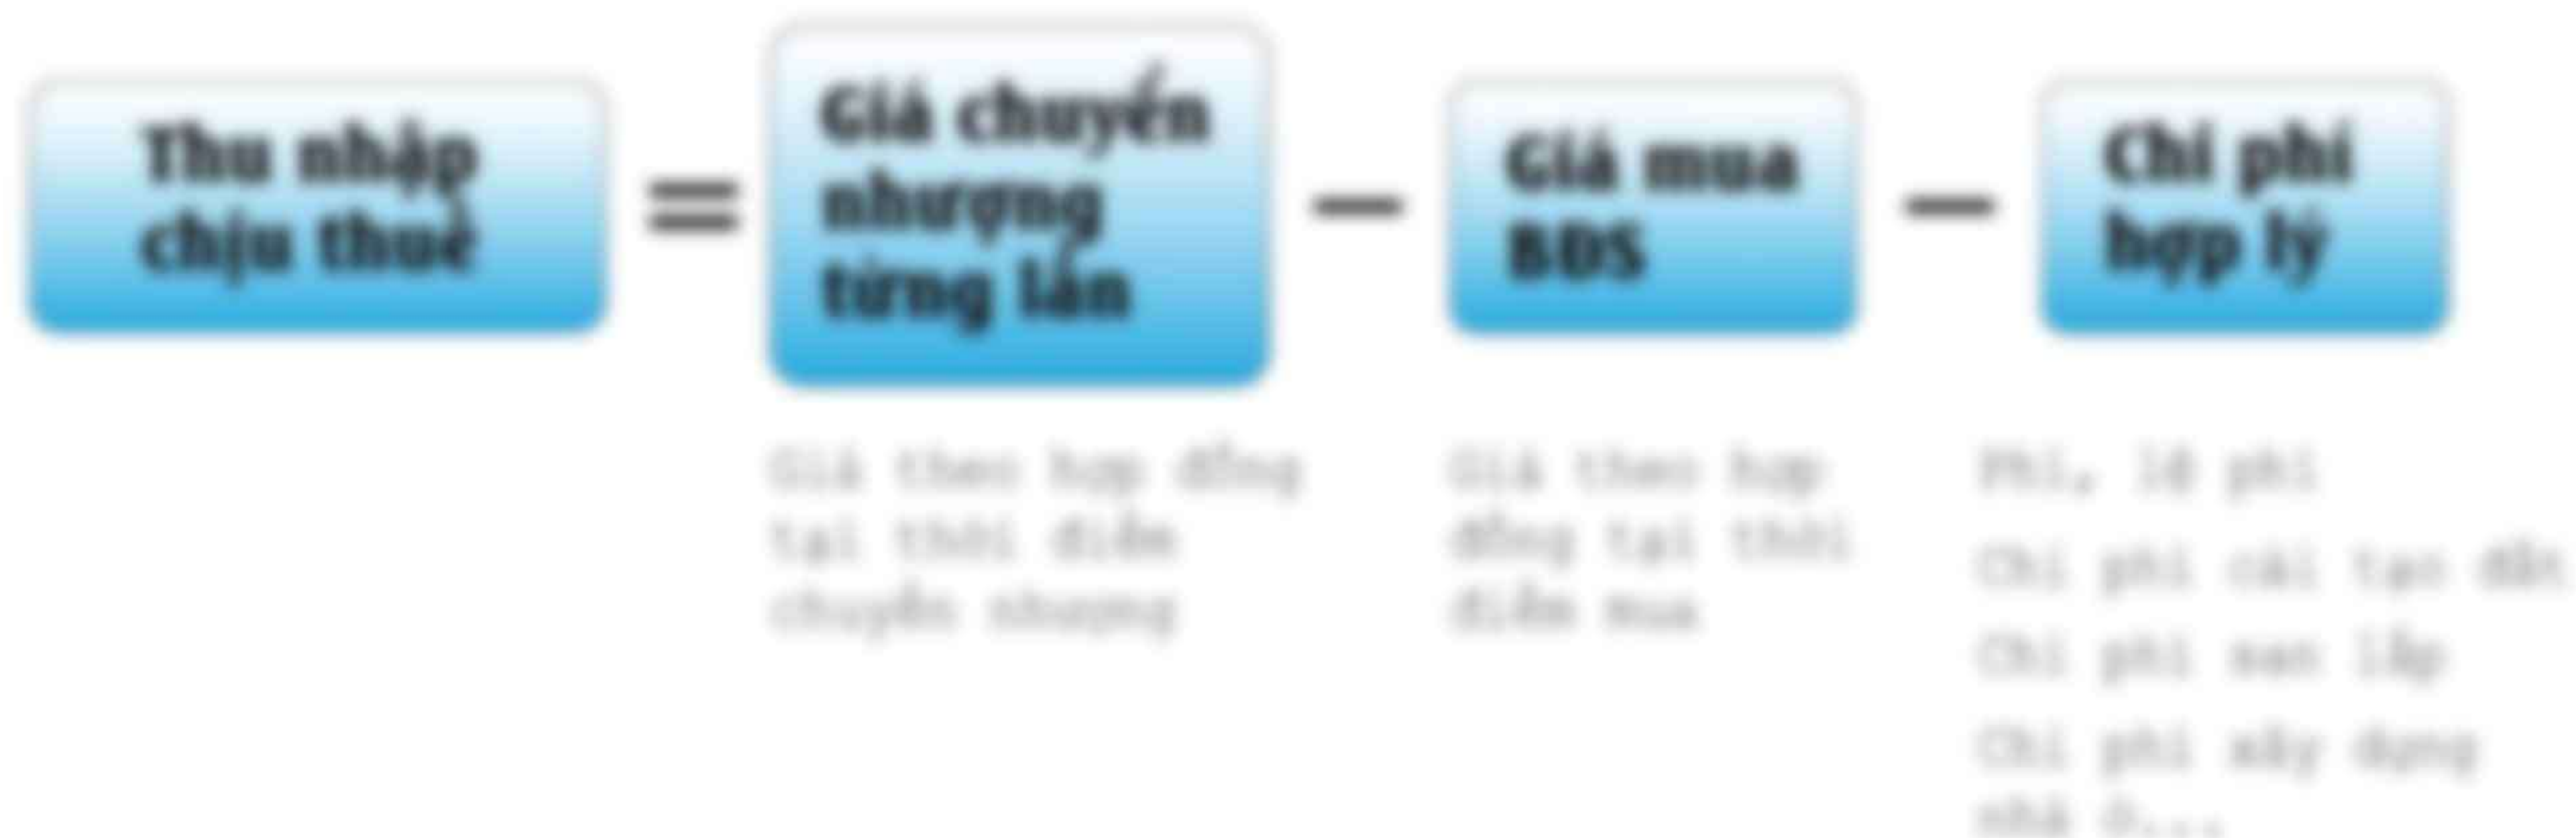 Thu nhập
chịu thuế
=
Giá chuyển
nhượng
từng lần
–
Giá mua
BĐS
–
Chi phí
hợp lý
Giá theo hợp đồng
tại thời điểm
chuyển nhượng
Giá theo hợp
đồng tại thời
điểm mua
Phí, lệ phí
Chi phí cải tạo đất
Chi phí san lấp
Chi phí xây dựng
nhà ở...